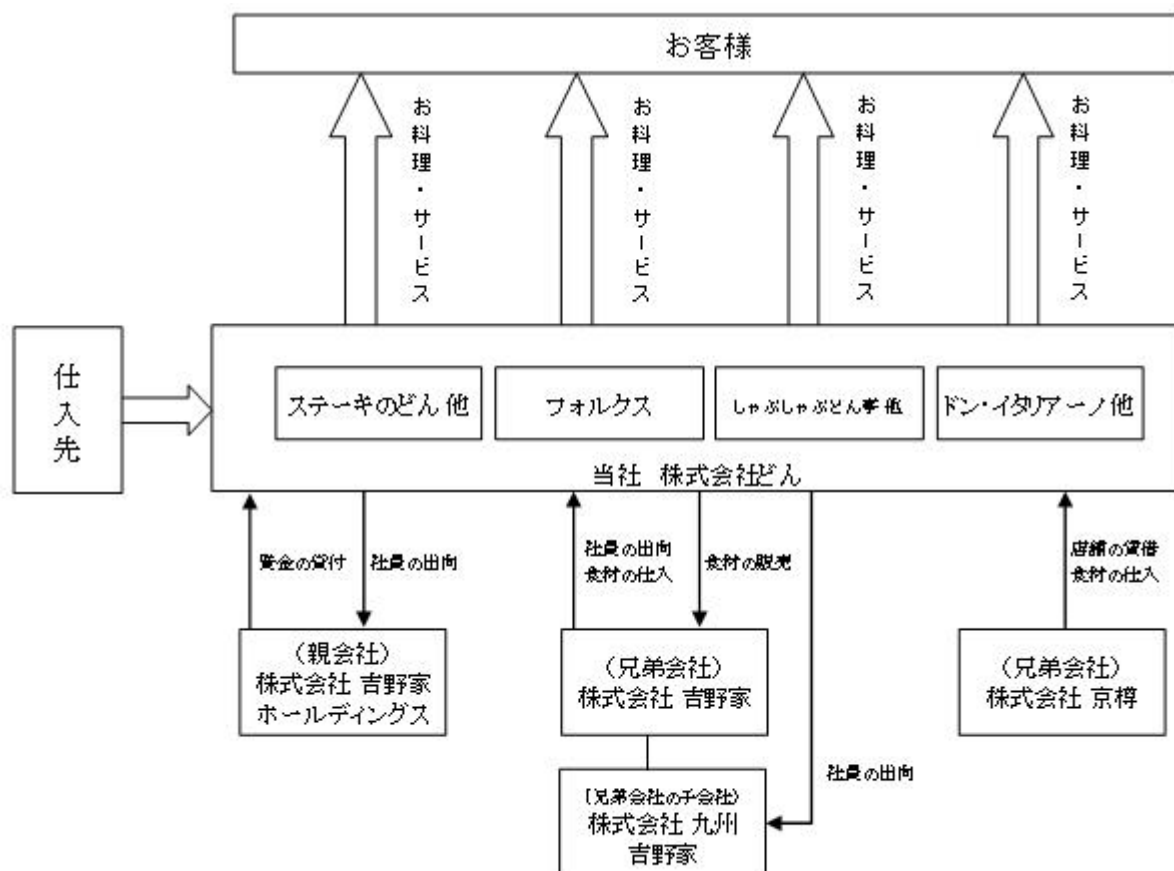 お客様
お料理・サービス
お料理・サービス
お料理・サービス
お料理・サービス
仕入先
ステーキのどん 他
フォルクス
しゃぶしゃぶどん亭 他
ドン・イタリアーノ 他
当社 株式会社どん
資金の貸付
社員の出向
社員の出向
食材の仕入
食材の販売
店舗の賃借
食材の仕入
(親会社)
株式会社 吉野家
ホールディングス
(兄弟会社)
株式会社 吉野家
(兄弟会社)
株式会社 京樽
社員の出向
(兄弟会社の子会社)
株式会社 九州
吉野家